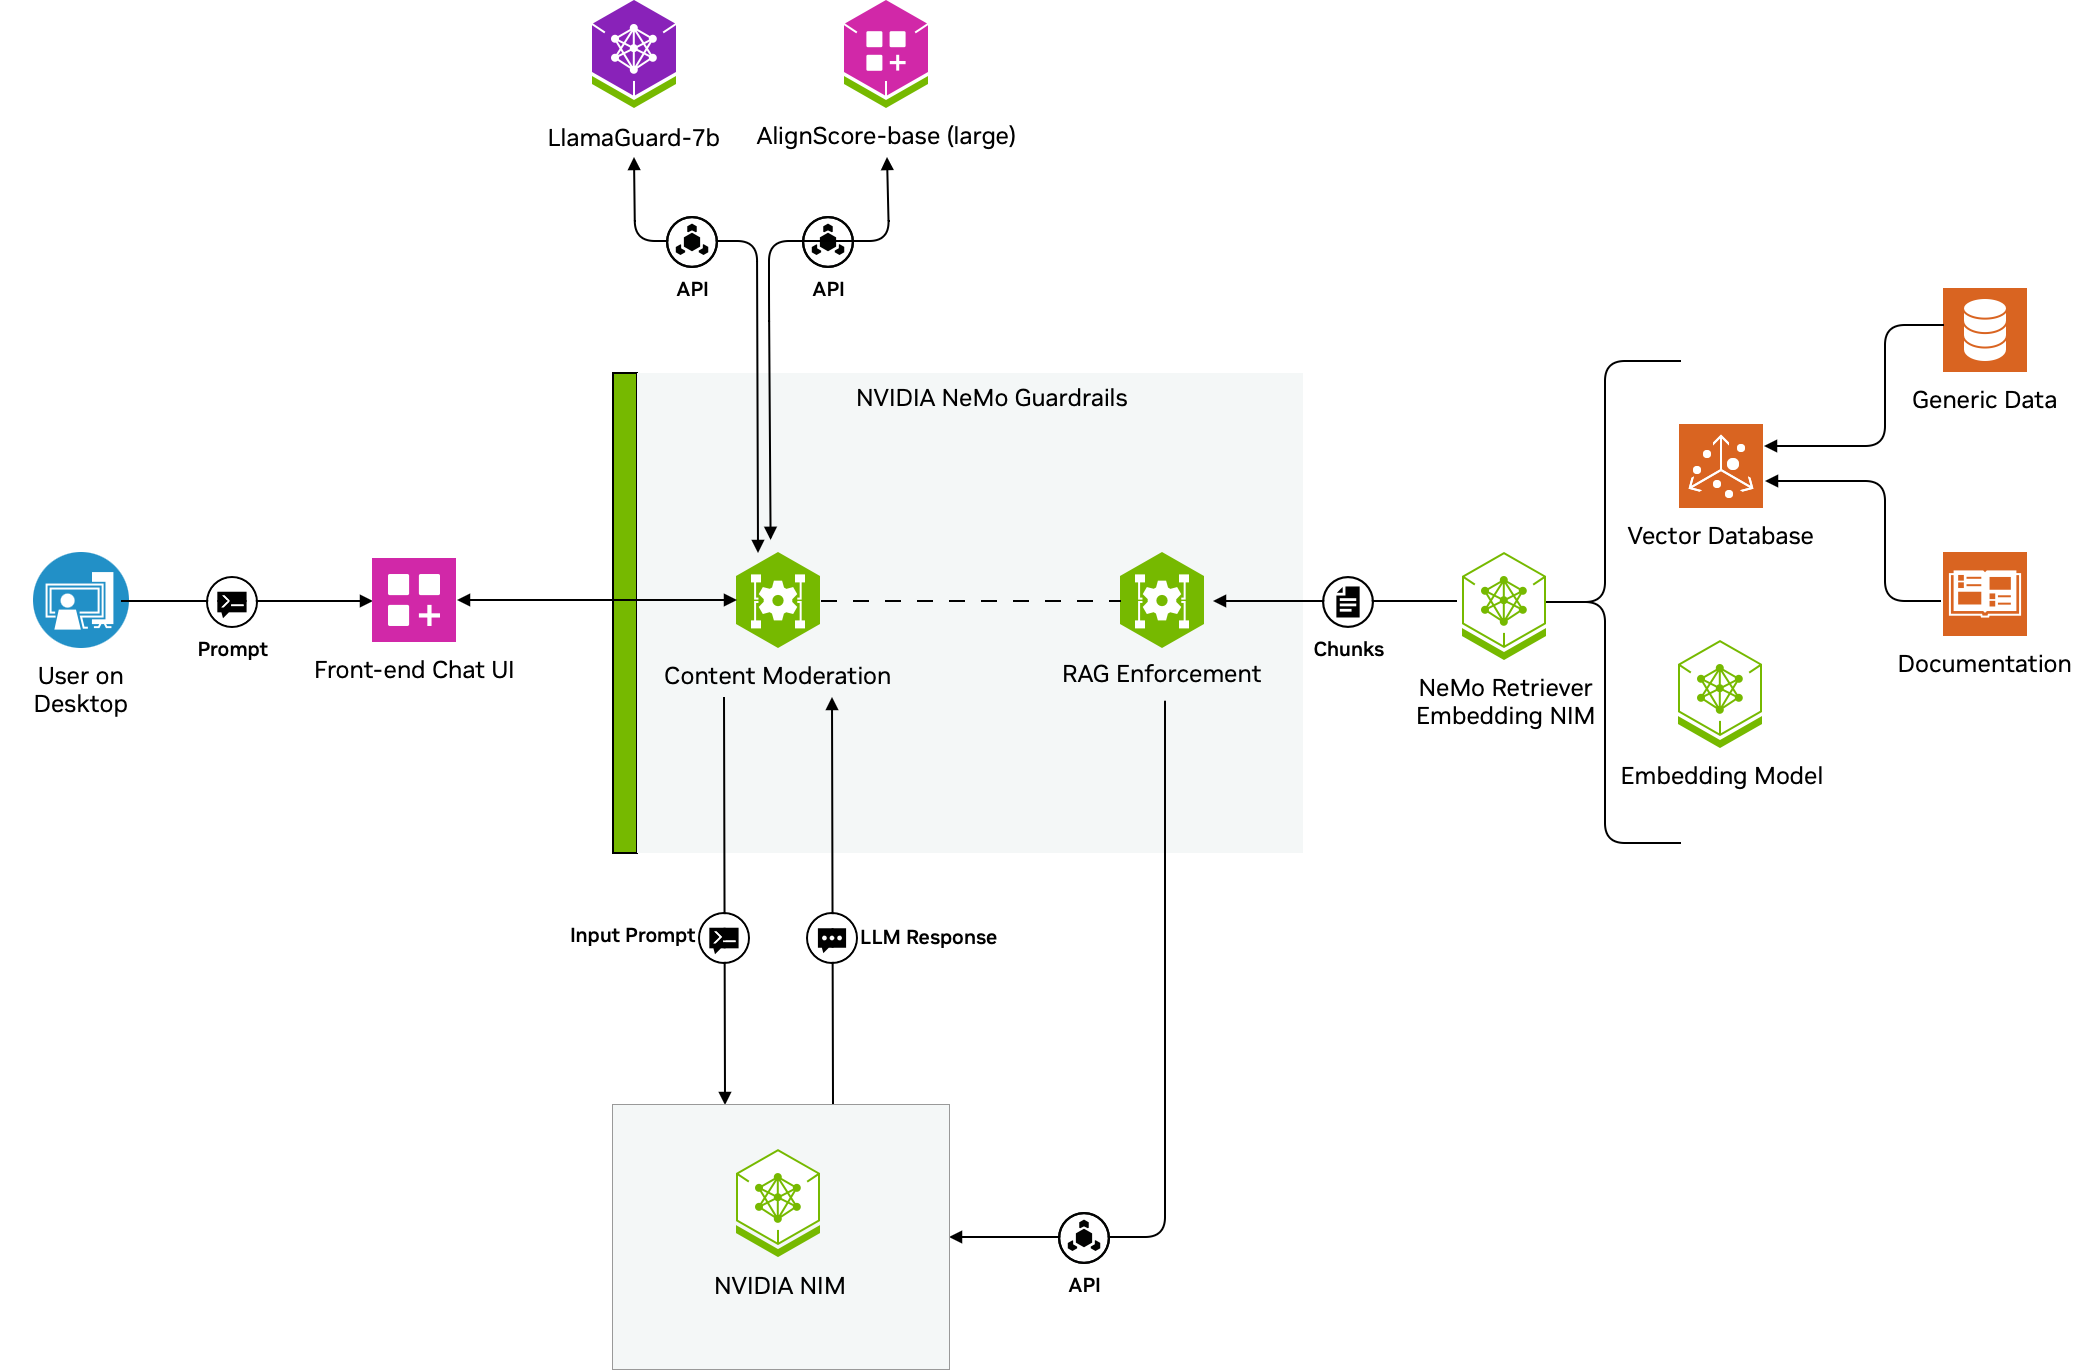 LlamaGuard-7b
AlignScore-base (large)
API
API
NVIDIA NeMo Guardrails
Generic Data
Vector Database
User on
Desktop
Prompt
Front-end Chat UI
Content Moderation
RAG Enforcement
Chunks
NeMo Retriever
Embedding NIM
Documentation
Embedding Model
Input Prompt
LLM Response
NVIDIA NIM
API